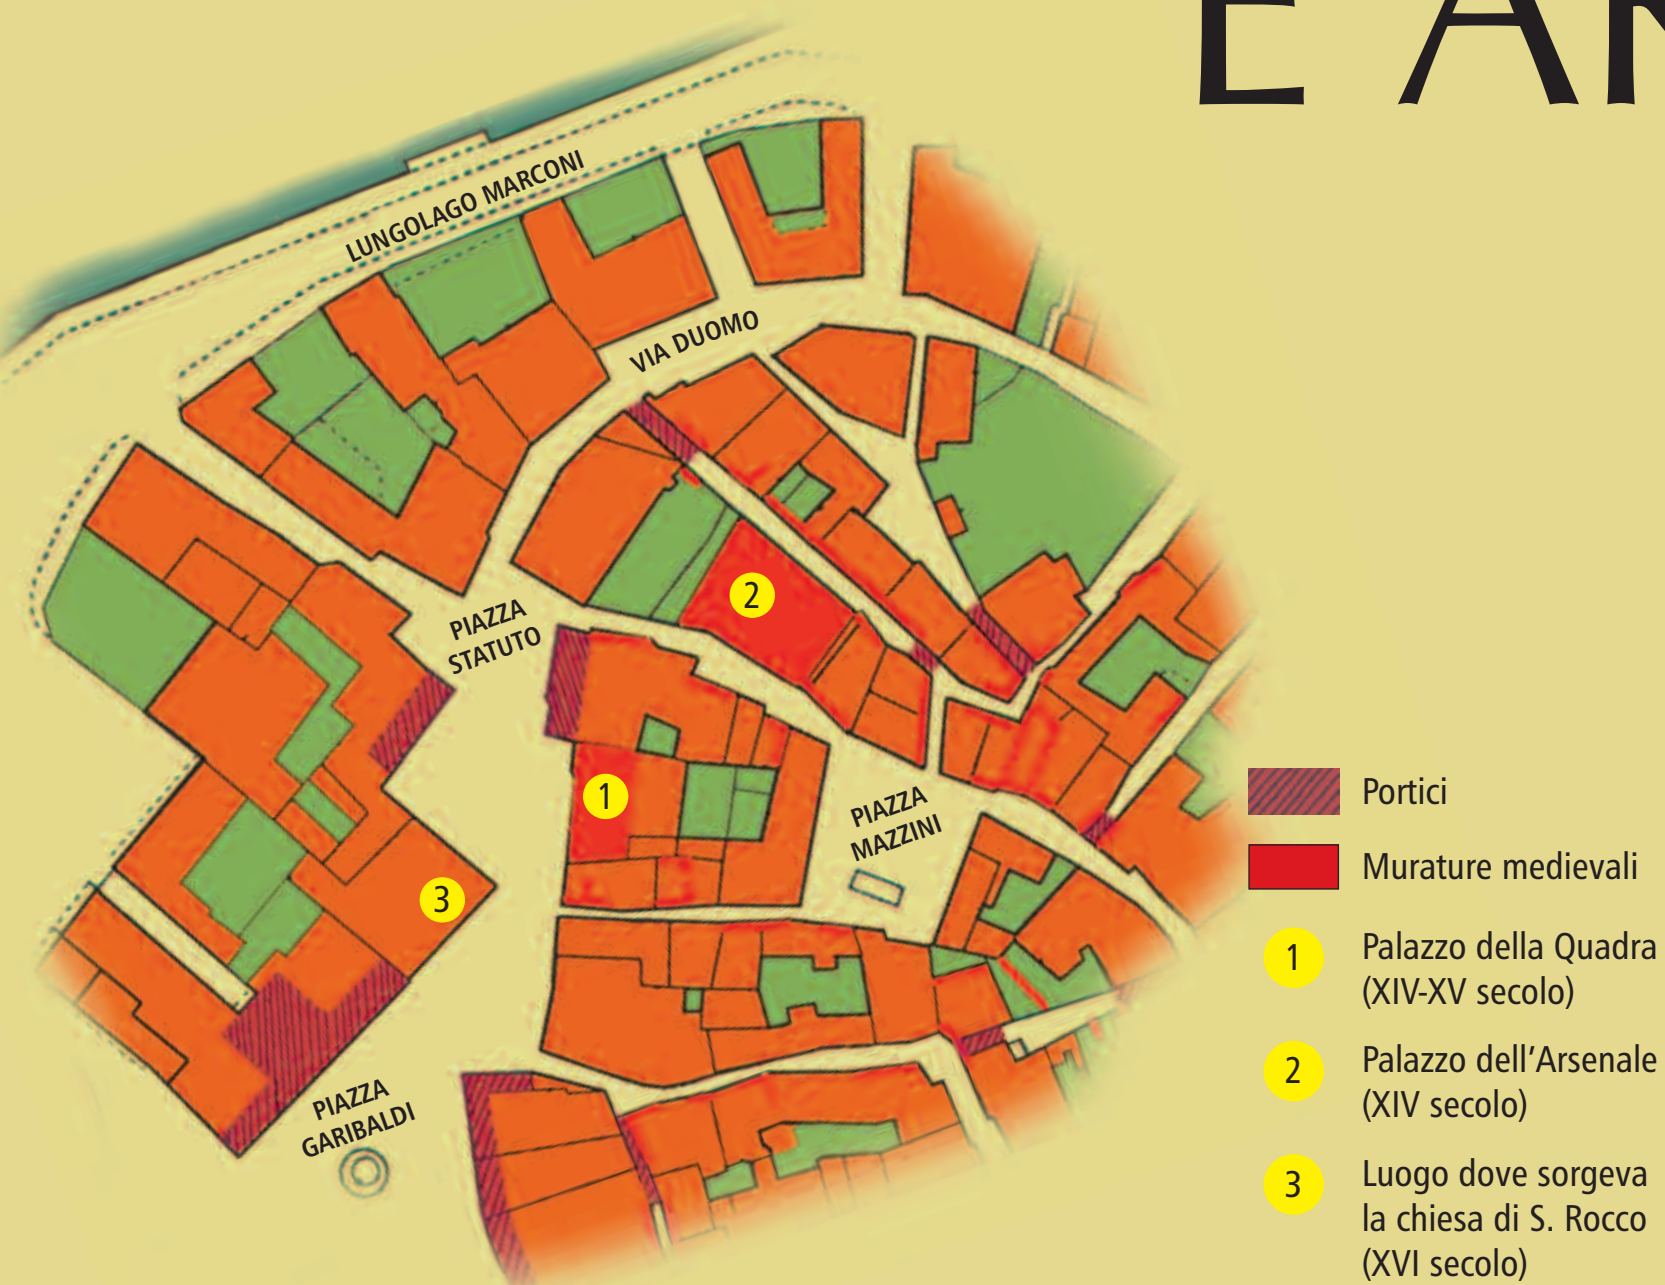 E A
LUNGOLAGO MARCONI
VIA DUOMO
PIAZZA
STATUTO
2
1
PIAZZA
MAZZINI
3
PIAZZA
GARIBALDI
Portici
Murature medievali
1
Palazzo della Quadra
(XIV-XV secolo)
2
Palazzo dell’Arsenale
(XIV secolo)
3
Luogo dove sorgeva
la chiesa di S. Rocco
(XVI secolo)